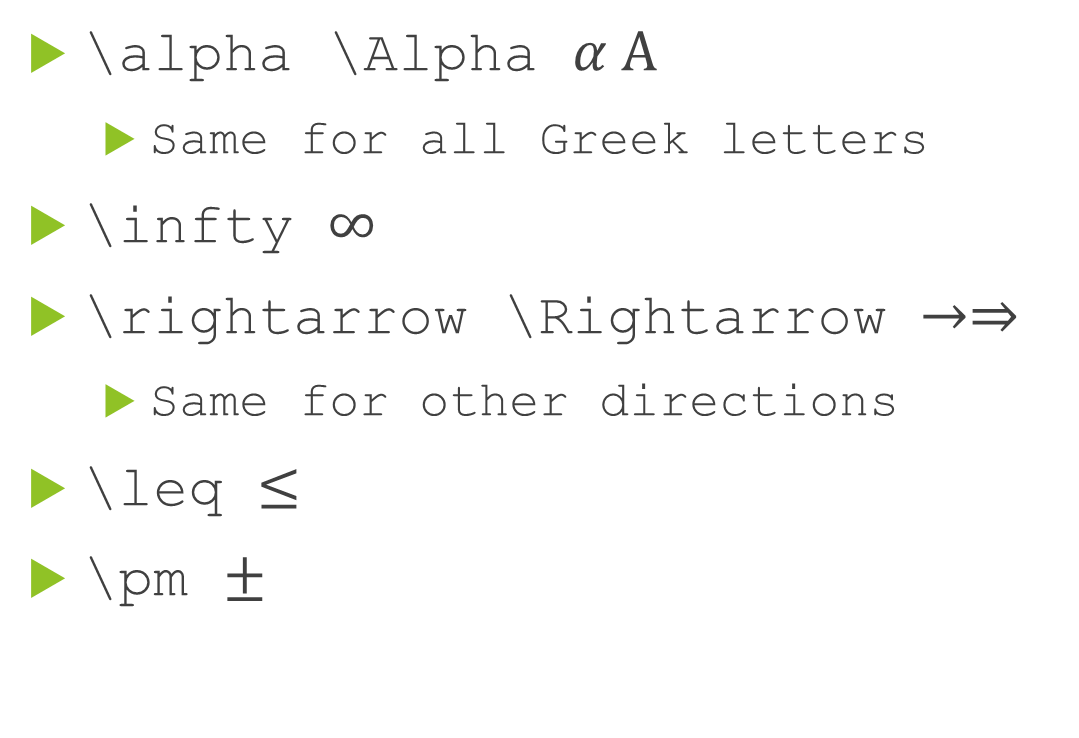 \alpha \Alpha α Α
Same for all Greek letters
\infty ∞
\rightarrow \Rightarrow →⇒
Same for other directions
\leq ≤
\pm ±